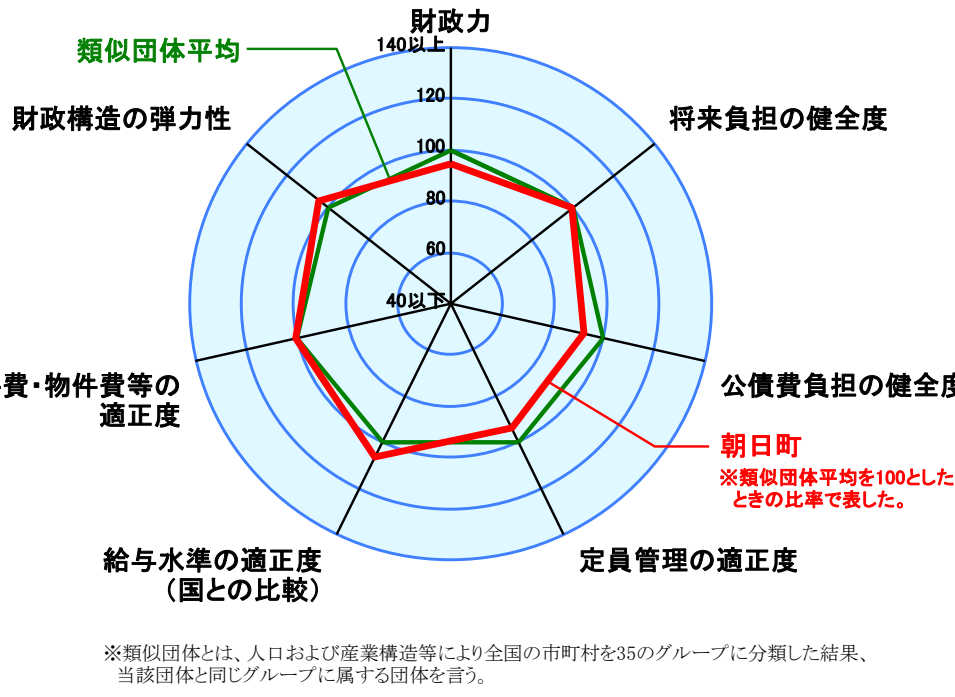 財政力
140以上
類似団体平均
120
財政構造の弾力性
将来負担の健全度
100
80
60
40以下
費・物件費等の
適正度
公債費負担の健全度
朝日町
※類似団体平均を100とした
ときの比率で表した。
給与水準の適正度
（国との比較）
定員管理の適正度
※類似団体とは、人口および産業構造等により全国の市町村を35のグループに分類した結果、
当該団体と同じグループに属する団体を言う。